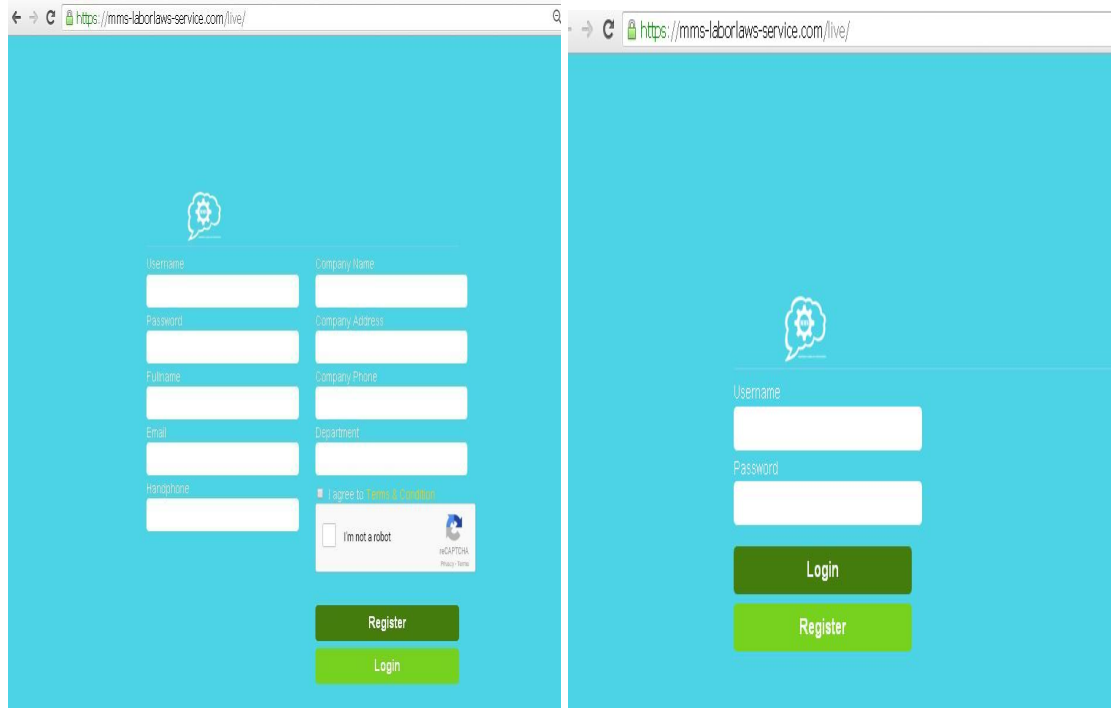 https://mms-laborlaws-service.com/live/
Username
Company Name
Password
Company Address
Fullname
Company Phone
Email
Department
Handphone
I agree to Terms & Condition
I'm not a robot
reCAPTCHA
Privacy - Terms
Register
Login
https://mms-laborlaws-service.com/live/
Username
Password
Login
Register